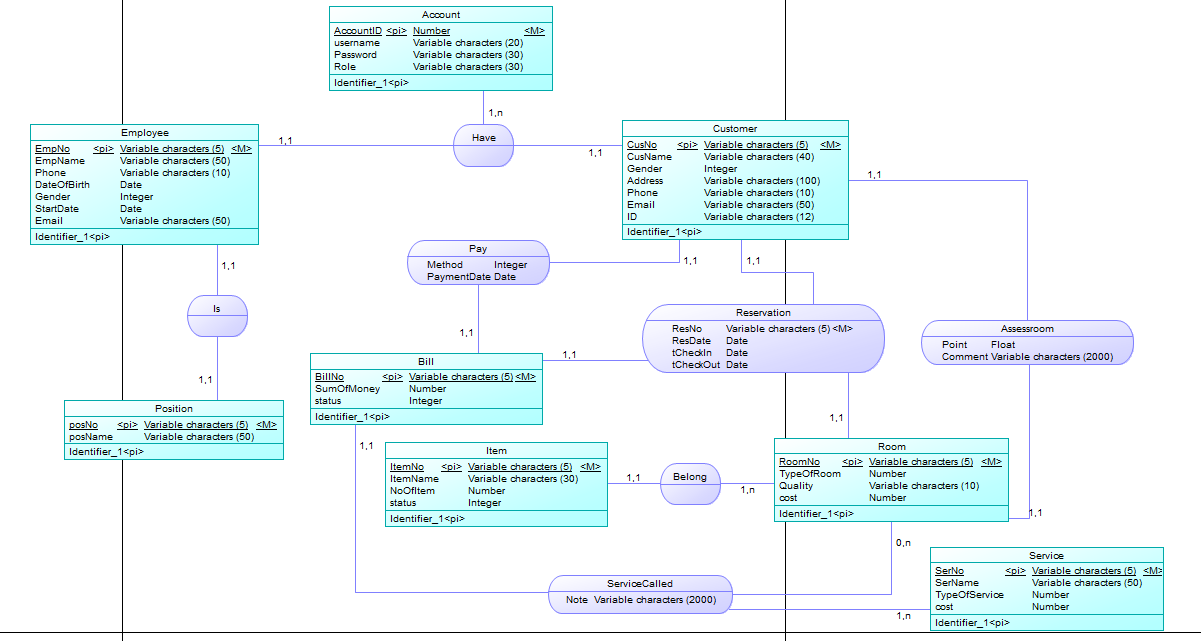 Account
AccountID <pi> Number <M>
username Variable characters (20)
Password Variable characters (30)
Role Variable characters (30)
Identifier_1<pi>
1,n
Have
1,1
1,1
Employee
EmpNo <pi> Variable characters (5) <M>
EmpName Variable characters (50)
Phone Variable characters (10)
DateOfBirth Date
Gender Integer
StartDate Date
Email Variable characters (50)
Identifier_1<pi>
Customer
CusNo <pi> Variable characters (5) <M>
CusName Variable characters (40)
Gender Integer
Address Variable characters (100)
Phone Variable characters (10)
Email Variable characters (50)
ID Variable characters (12)
Identifier_1<pi>
1,1
1,1
Is
1,1
Pay
Method Integer
PaymentDate Date
1,1
1,1
1,1
Reservation
ResNo Variable characters (5) <M>
ResDate Date
tCheckIn Date
tCheckOut Date
Assessroom
Point Float
Comment Variable characters (2000)
1,1
Bill
BillNo <pi> Variable characters (5) <M>
SumOfMoney Number
status Integer
Identifier_1<pi>
Position
posNo <pi> Variable characters (5) <M>
posName Variable characters (50)
Identifier_1<pi>
1,1
1,1
Item
ItemNo <pi> Variable characters (5) <M>
ItemName Variable characters (30)
NoOfItem Number
status Integer
Identifier_1<pi>
1,1
Belong
1,n
Room
RoomNo <pi> Variable characters (5) <M>
TypeOfRoom Number
Quality Variable characters (10)
cost Number
Identifier_1<pi>
1,1
0,n
ServiceCalled
Note Variable characters (2000)
1,n
Service
SerNo <pi> Variable characters (5) <M>
SerName Variable characters (50)
TypeOfService Number
cost Number
Identifier_1<pi>